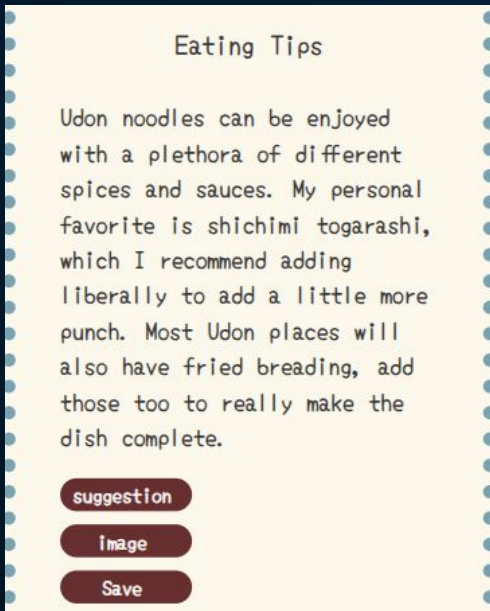 Eating Tips
Udon noodles can be enjoyed
with a plethora of different
spices and sauces. My personal
favorite is shichimi togarashi,
which I recommend adding
liberally to add a little more
punch. Most Udon places will
also have fried breading, add
those too to really make the
dish complete.
suggestion
image
Save